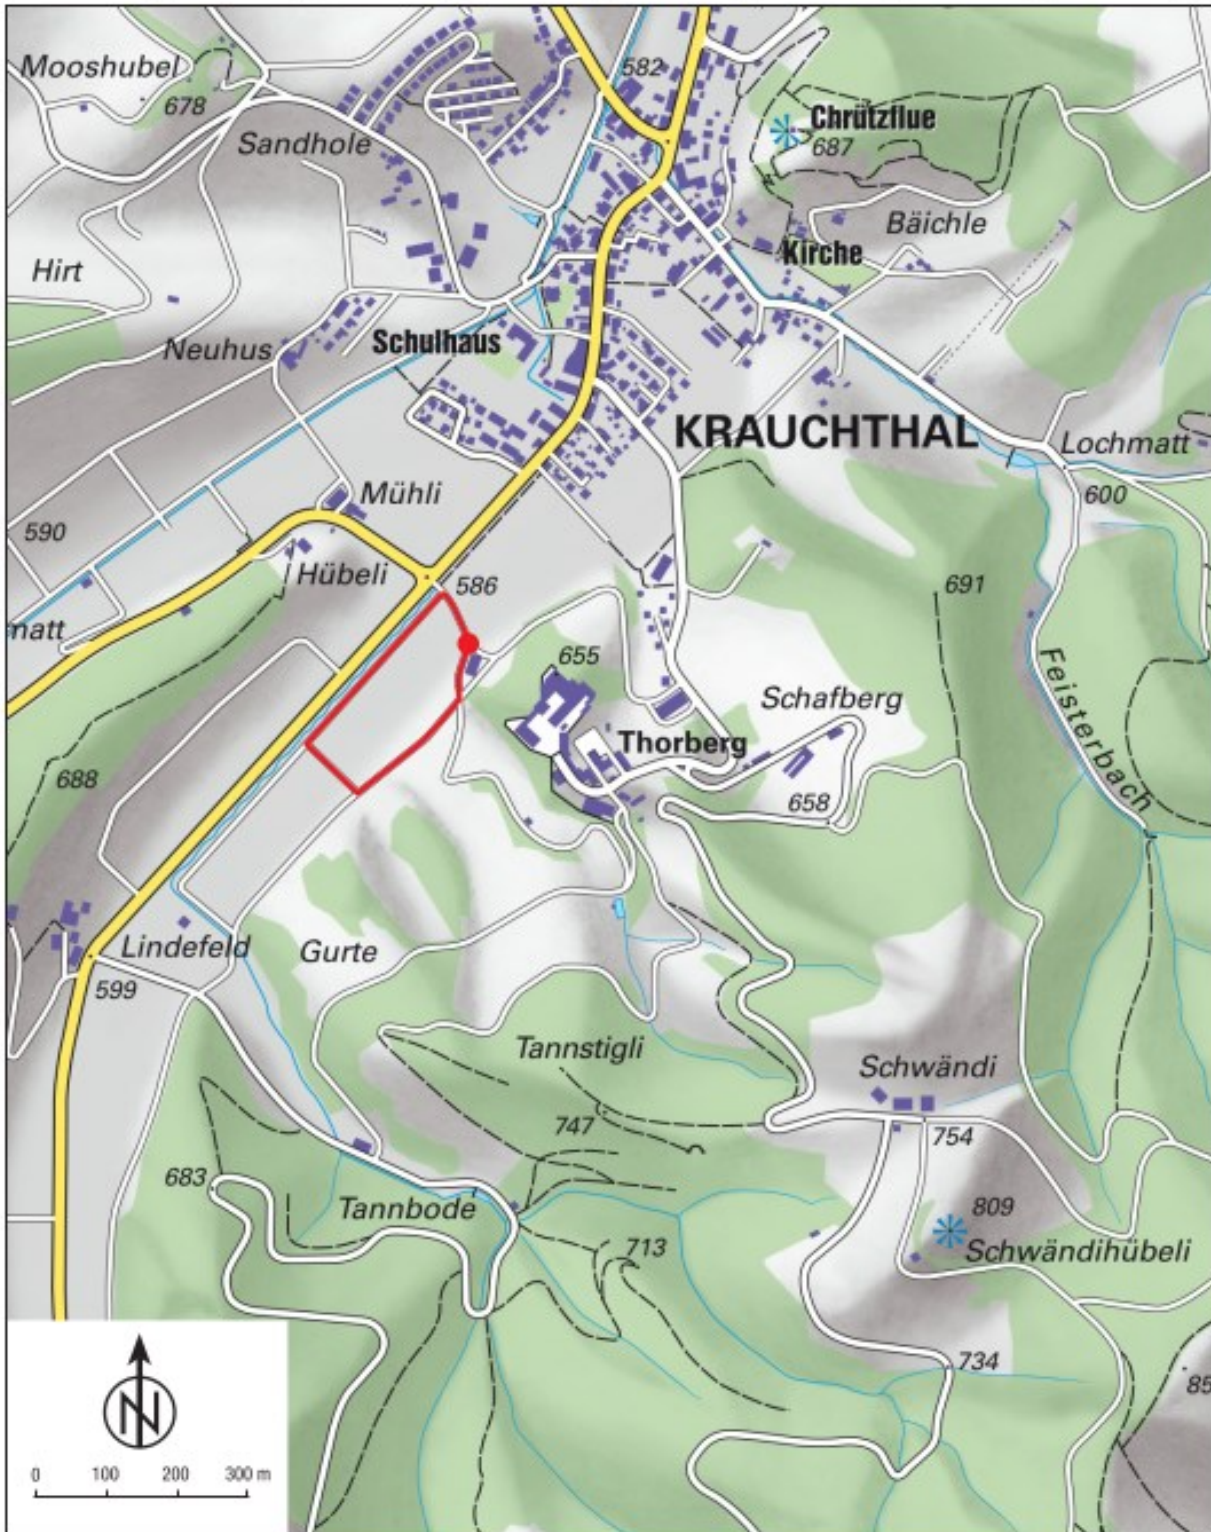 Mooshubel
678
582
Chrützflue
687
Sandhole
Bäichle
Kirche
Hirt
Neuhus
Schulhaus
KRAUCHTHAL
Lochmatt
600
Mühli
590
Hübeli
586
691
matt
655
Feisterbach
Schafberg
Thorberg
688
658
Lindefeld
Gurte
599
Tannstigli
Schwändi
747
754
683
Tannbode
809
713
Schwändihübeli
734
85
N
0 100 200 300 m